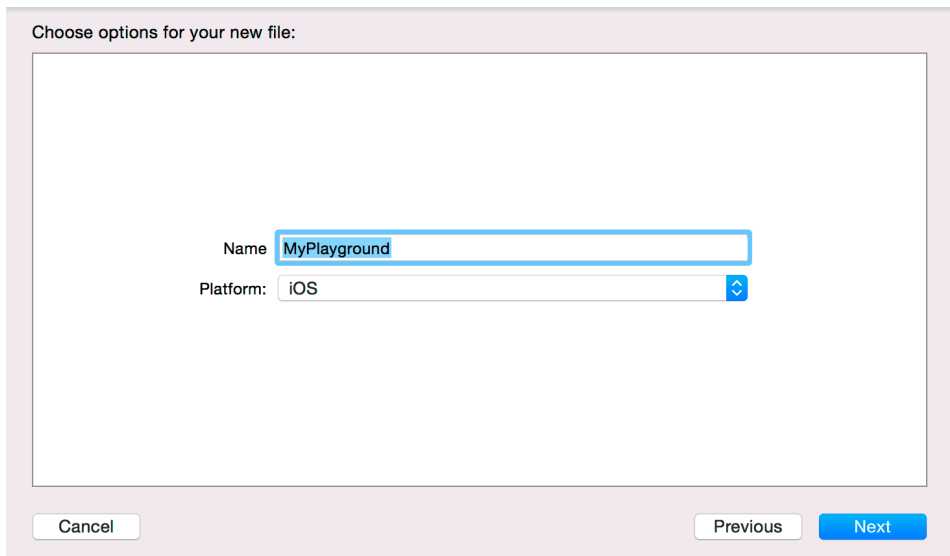 Choose options for your new file:
Name MyPlayground
Platform: iOS
Cancel Previous Next